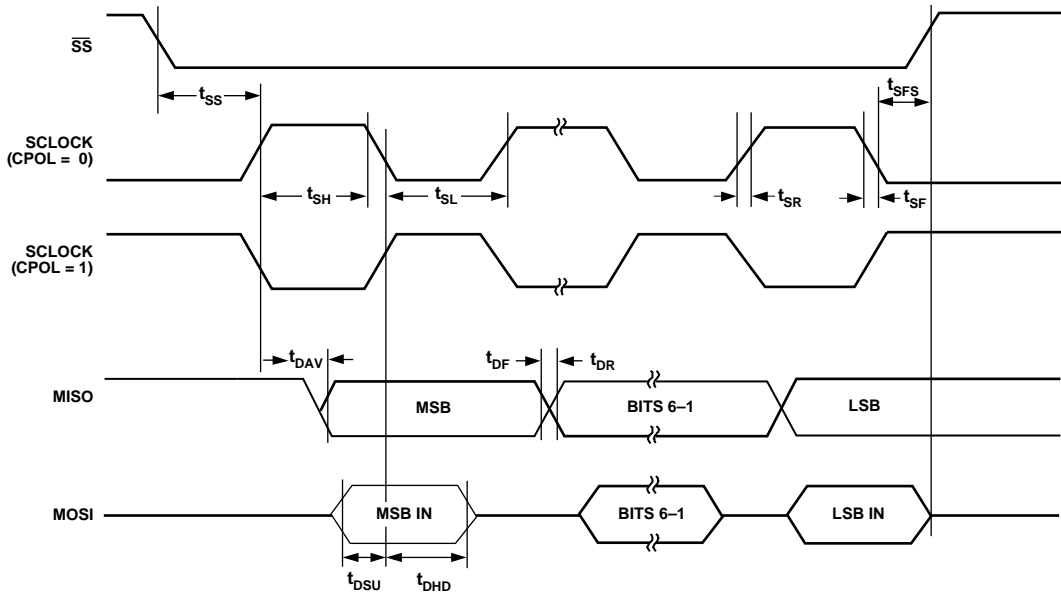 SS
tSS
tSFS
SCLOCK
(CPOL = 0)
tSH
tSL
tSR
tSF
SCLOCK
(CPOL = 1)
tDAV
tDF
tDR
MISO
MSB
BITS 6–1
LSB
MOSI
MSB IN
BITS 6–1
LSB IN
tDSU
tDHD